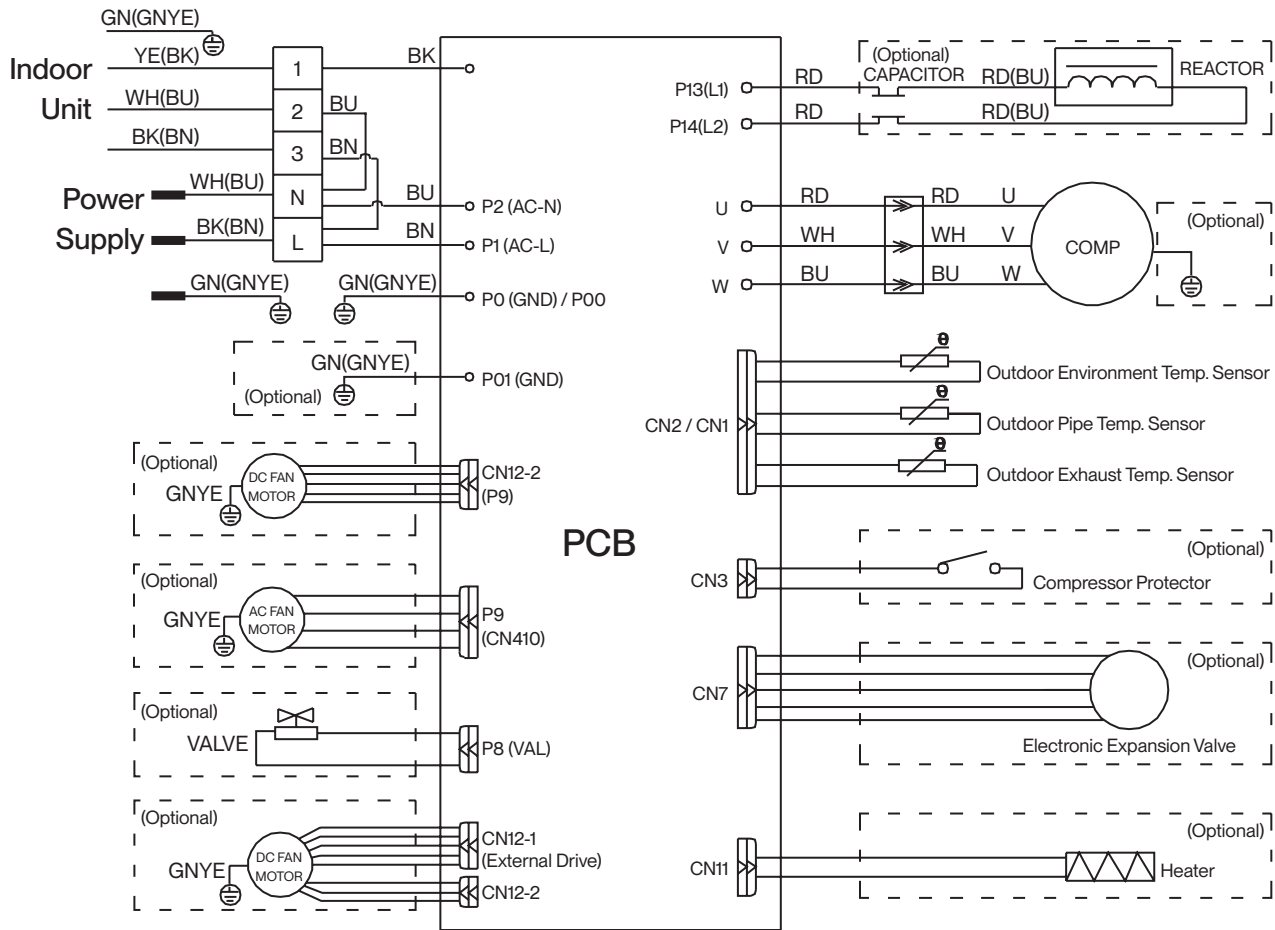 GN(GNYE)
Indoor
Unit
YE(BK)
1
BK
WH(BU)
2
BU
BK(BN)
3
BN
Power
Supply
WH(BU)
N
BU
P2 (AC-N)
BK(BN)
L
BN
P1 (AC-L)
GN(GNYE)
GN(GNYE)
P0 (GND) / P00
GN(GNYE)
(Optional)
P01 (GND)
(Optional)
GNYE
DC FAN
MOTOR
CN12-2
(P9)
(Optional)
GNYE
AC FAN
MOTOR
P9
(CN410)
(Optional)
VALVE
P8 (VAL)
(Optional)
GNYE
DC FAN
MOTOR
CN12-1
(External Drive)
CN12-2
PCB
P13(L1)
RD
(Optional)
CAPACITOR
RD(BU)
REACTOR
P14(L2)
RD
RD(BU)
U
RD
RD
U
V
WH
WH
V
W
BU
BU
W
COMP
(Optional)
CN2 / CN1
θ
Outdoor Environment Temp. Sensor
θ
Outdoor Pipe Temp. Sensor
θ
Outdoor Exhaust Temp. Sensor
CN3
(Optional)
Compressor Protector
CN7
(Optional)
Electronic Expansion Valve
CN11
(Optional)
Heater